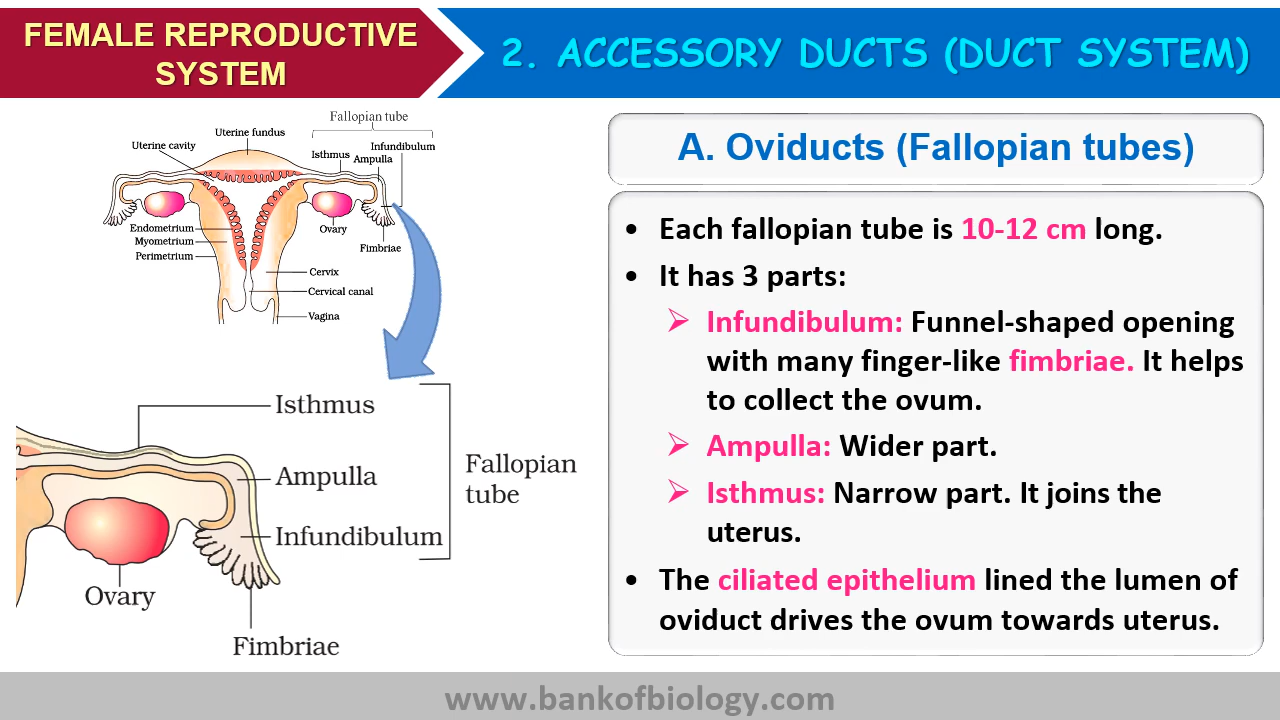 FEMALE REPRODUCTIVE
SYSTEM
2. ACCESSORY DUCTS (DUCT SYSTEM)
Fallopian tube
Uterine fundus
Uterine cavity
Isthmus
Ampulla
Infundibulum
Endometrium
Myometrium
Perimetrium
Ovary
Fimbriae
Cervix
Cervical canal
Vagina
Isthmus
Ampulla
Infundibulum
Fallopian
tube
Ovary
Fimbriae
A. Oviducts (Fallopian tubes)
• Each fallopian tube is 10-12 cm long.
• It has 3 parts:
➢ Infundibulum: Funnel-shaped opening
with many finger-like fimbriae. It helps
to collect the ovum.
➢ Ampulla: Wider part.
➢ Isthmus: Narrow part. It joins the
uterus.
• The ciliated epithelium lined the lumen of
oviduct drives the ovum towards uterus.
www.bankofbiology.com